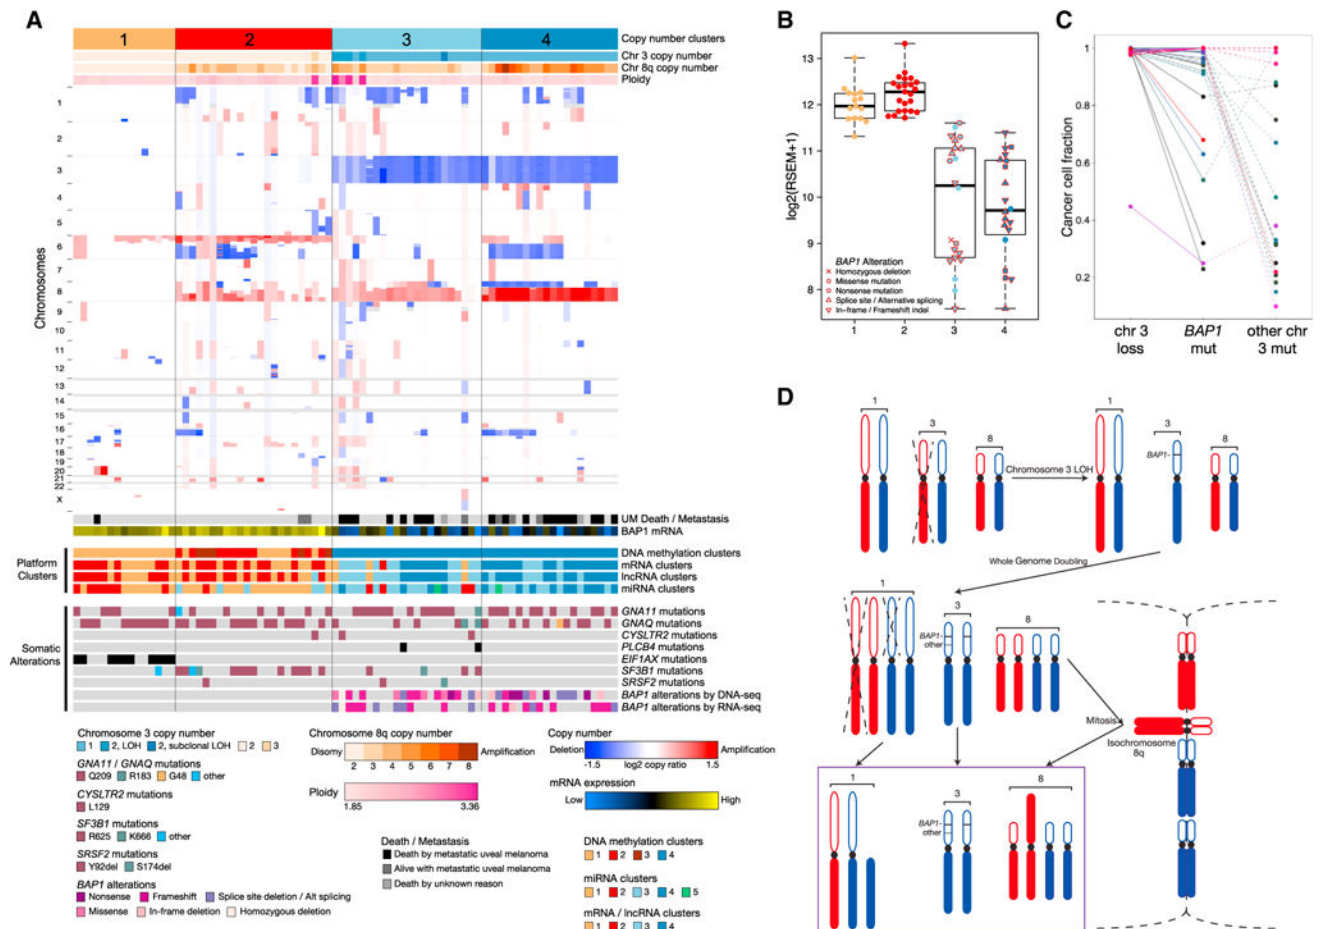 A
1 2 3 4
Copy number clusters
Chr 3 copy number
Chr 8q copy number
Ploidy
Chromosomes
1
2
3
4
5
6
7
8
9
10
11
12
13
14
15
16
17
18
19
20
21
22
X
UM Death / Metastasis
BAP1 mRNA
Platform
Clusters
DNA methylation clusters
mRNA clusters
lncRNA clusters
miRNA clusters
Somatic
Alterations
GNA11 mutations
GNAQ mutations
CYSLTR2 mutations
PLCB4 mutations
EIF1AX mutations
SF3B1 mutations
SRSF2 mutations
BAP1 alterations by DNA-seq
BAP1 alterations by RNA-seq
Chromosome 3 copy number
1 2, LOH 2, subclonal LOH 2 3
GNA11 / GNAQ mutations
Q209 R183 G48 other
CYSLTR2 mutations
L129
SF3B1 mutations
R625 K666 other
SRSF2 mutations
Y92del S174del
BAP1 alterations
Nonsense Frameshift Splice site deletion / Alt splicing
Missense In-frame deletion Homozygous deletion
Chromosome 8q copy number
Disomy Amplification
2 3 4 5 6 7 8
Ploidy
1.85 3.36
Death / Metastasis
Death by metastatic uveal melanoma
Alive with metastatic uveal melanoma
Death by unknown reason
Copy number
Deletion Amplification
-1.5 log2 copy ratio 1.5
mRNA expression
Low High
DNA methylation clusters
1 2 3 4
miRNA clusters
1 2 3 4 5
mRNA / lncRNA clusters
1 2 3 4
B
log2(RSEM+1)
13
12
11
10
9
8
BAP1 Alteration
Homozygous deletion
Missense mutation
Nonsense mutation
Splice site / Alternative splicing
In-frame / Frameshift indel
1 2 3 4
C
Cancer cell fraction
1
0.8
0.6
0.4
0.2
chr 3
loss
BAP1
mut
other chr
3 mut
D
1 3 8
Chromosome 3 LOH
1 3 8
BAP1-
Whole Genome Doubling
1 3 8
BAP1-
other
Mitosis
Isochromosome
8q
1 3 8
BAP1-
other